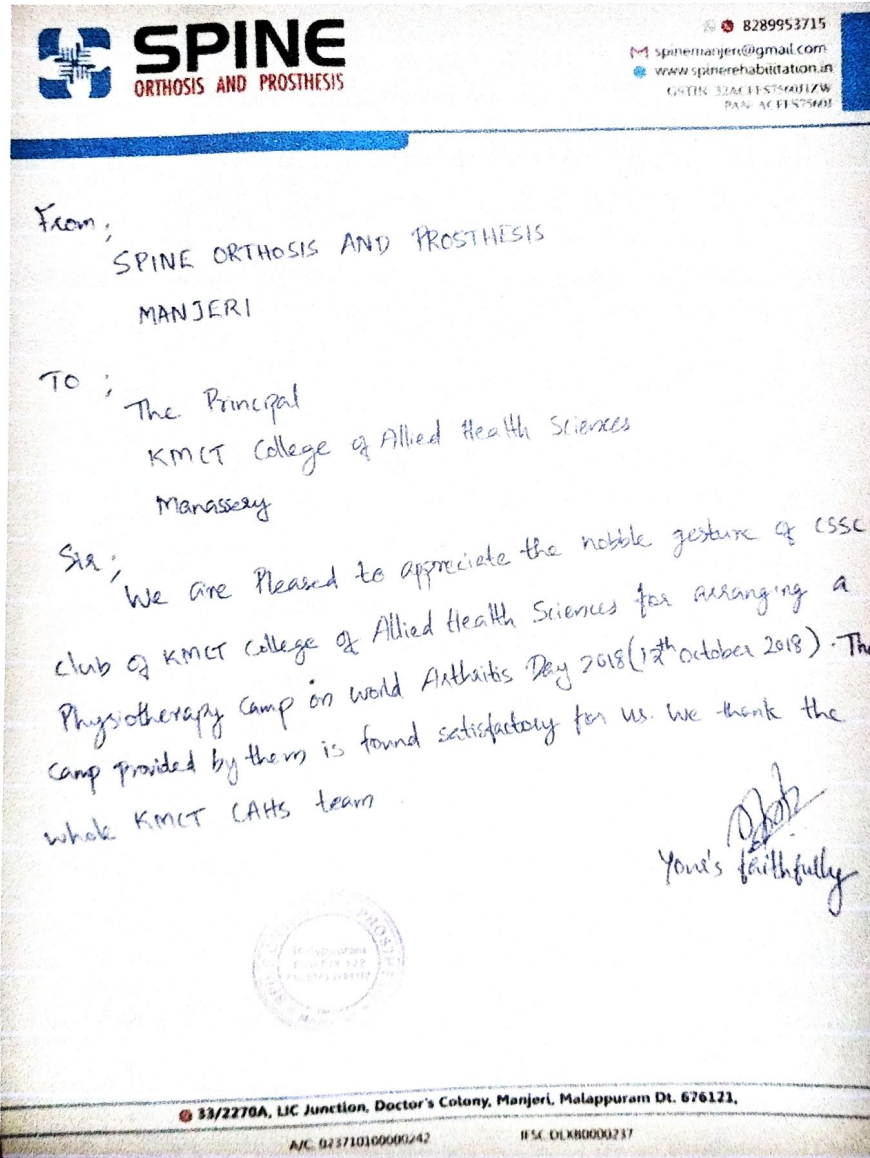 SPINE
ORTHOSIS AND PROSTHESIS
8289953715
spinemanjeri@gmail.com
www.spinerehabilitation.in
GSTIN
PAN
From;
SPINE ORTHOSIS AND PROSTHESIS
MANJERI
TO ;
The Principal
KMCT College of Allied Health Sciences
Manassery
Sir;
We are Pleased to appreciate the nobble gesture of CSSC
club of KMCT College of Allied Health Sciences for arranging a
Physiotherapy Camp on world Arthritis Day 2018(12th October 2018). The
Camp provided by them is found satisfactory for us. We thank the
whole KMCT CAHS team
Your's faithfully
33/2270A, LIC Junction, Doctor's Colony, Manjeri, Malappuram Dt. 676121,
A/C 023710100000242 IFSC DLXB0000237